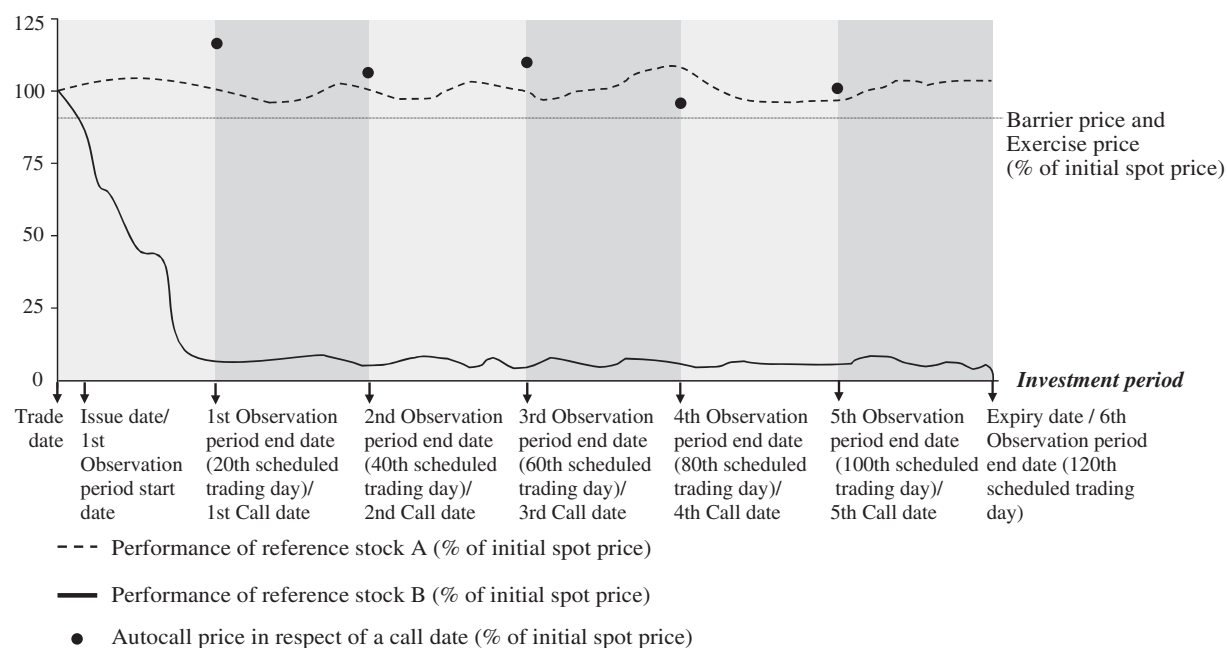 125
100
75
50
25
0
Barrier price and
Exercise price
(% of initial spot price)
Investment period
Trade
date
Issue date/
1st
Observation
period start
date
1st Observation
period end date
(20th scheduled
trading day)/
1st Call date
2nd Observation
period end date
(40th scheduled
trading day)/
2nd Call date
3rd Observation
period end date
(60th scheduled
trading day)/
3rd Call date
4th Observation
period end date
(80th scheduled
trading day)/
4th Call date
5th Observation
period end date
(100th scheduled
trading day)/
5th Call date
Expiry date / 6th
Observation period
end date (120th
scheduled trading
day)
Performance of reference stock A (% of initial spot price)
Performance of reference stock B (% of initial spot price)
Autocall price in respect of a call date (% of initial spot price)